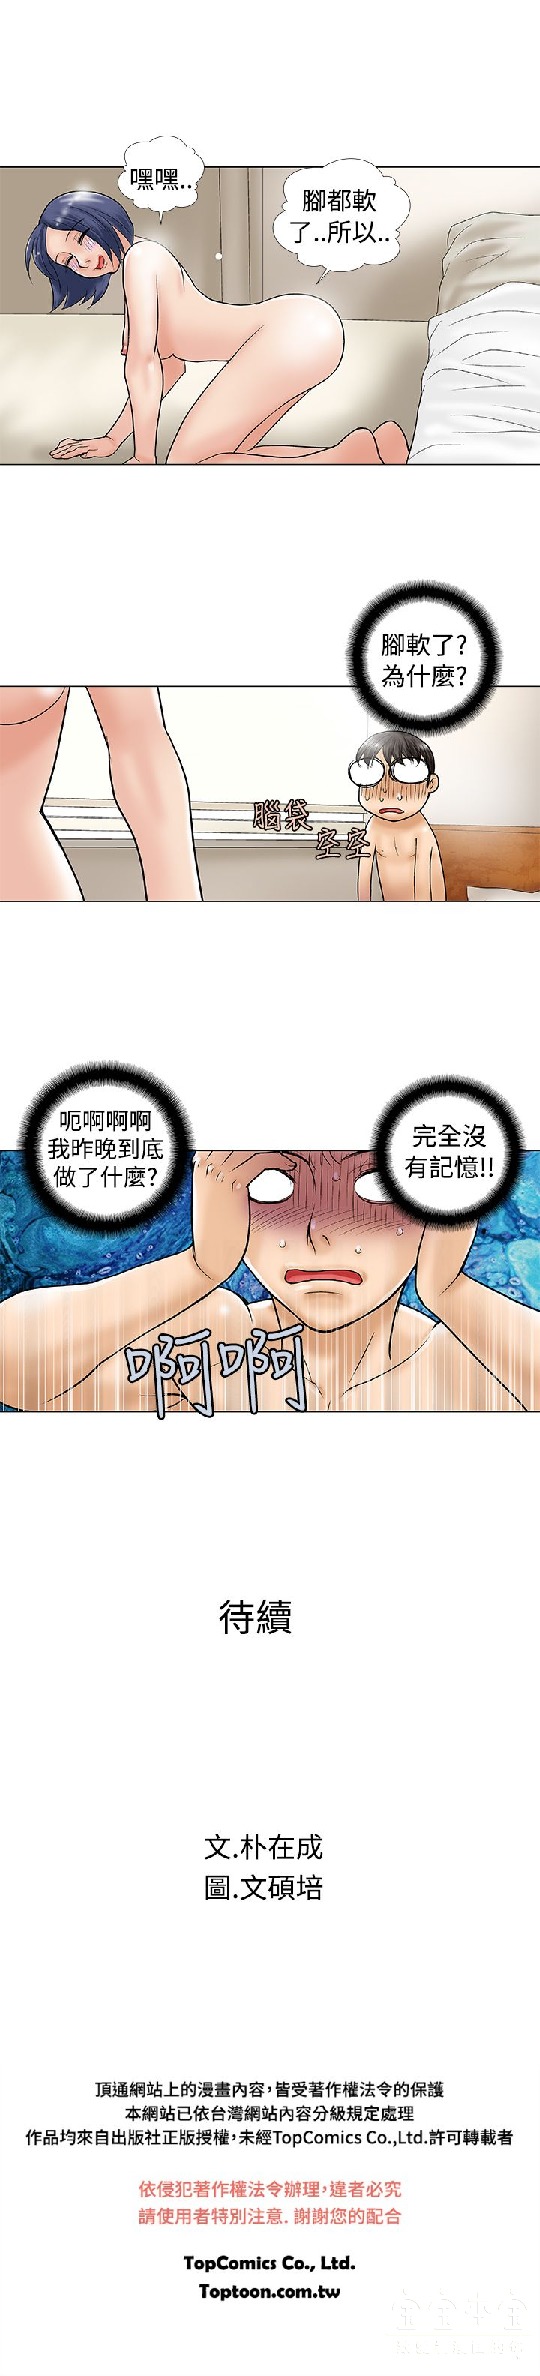 嘿嘿..
腳都軟
了..所以..
腳軟了?
為什麼?
腦袋
空空
呃啊啊啊
我昨晚到底
做了什麼?
完全沒
有記憶!!
啊啊
待續
文.朴在成
圖.文碩培
頂通網站上的漫畫內容,皆受著作權法令的保護
本網站已依台灣網站內容分級規定處理
作品均來自出版社正版授權,未經TopComics Co.,Ltd.許可轉載者
依侵犯著作權法令辦理,違者必究
請使用者特別注意. 謝謝您的配合
TopComics Co., Ltd.
Toptoon.com.tw